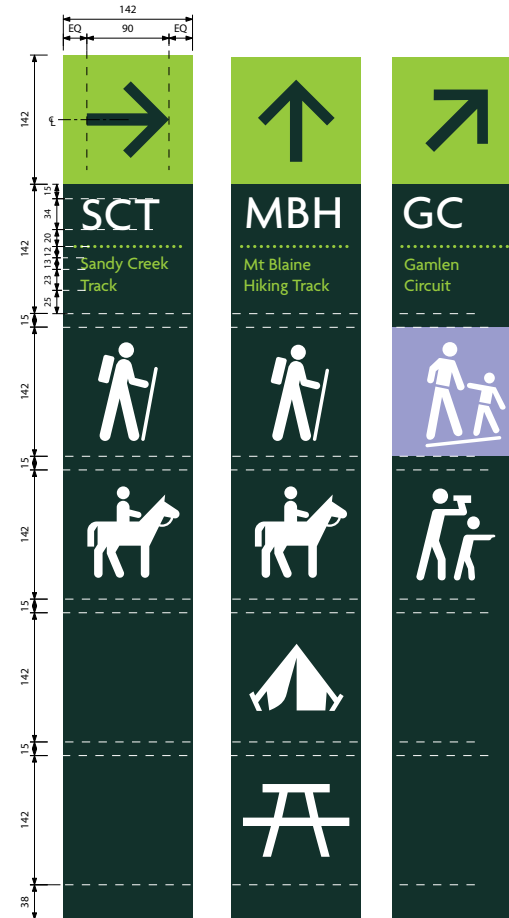 142
EQ
90
EQ
142
℄
SCT
MBH
GC
Sandy Creek
Track
Mt Blaine
Hiking Track
Gamlen
Circuit
15
34
20
12
13
23
25
142
15
142
15
142
15
142
15
142
38